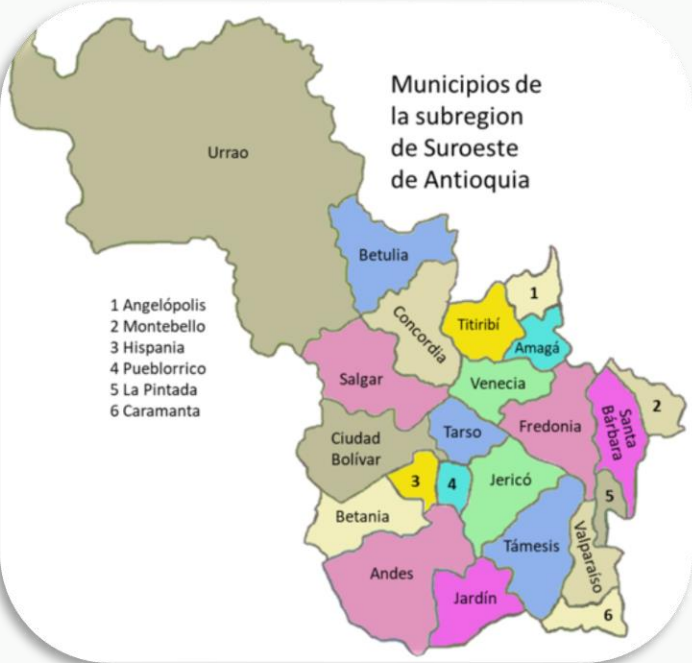 Municipios de
la subregion
de Suroeste
de Antioquia
Urrao
Betulia
1 Angelópolis
2 Montebello
3 Hispania
4 Pueblorrico
5 La Pintada
6 Caramanta
1
Concordia
Titiribí
Amagá
Salgar
Venecia
2
Santa
Bárbara
Fredonia
Tarso
Ciudad
Bolívar
3
4
Jericó
5
Betania
Támesis
Valparaíso
Andes
Jardín
6